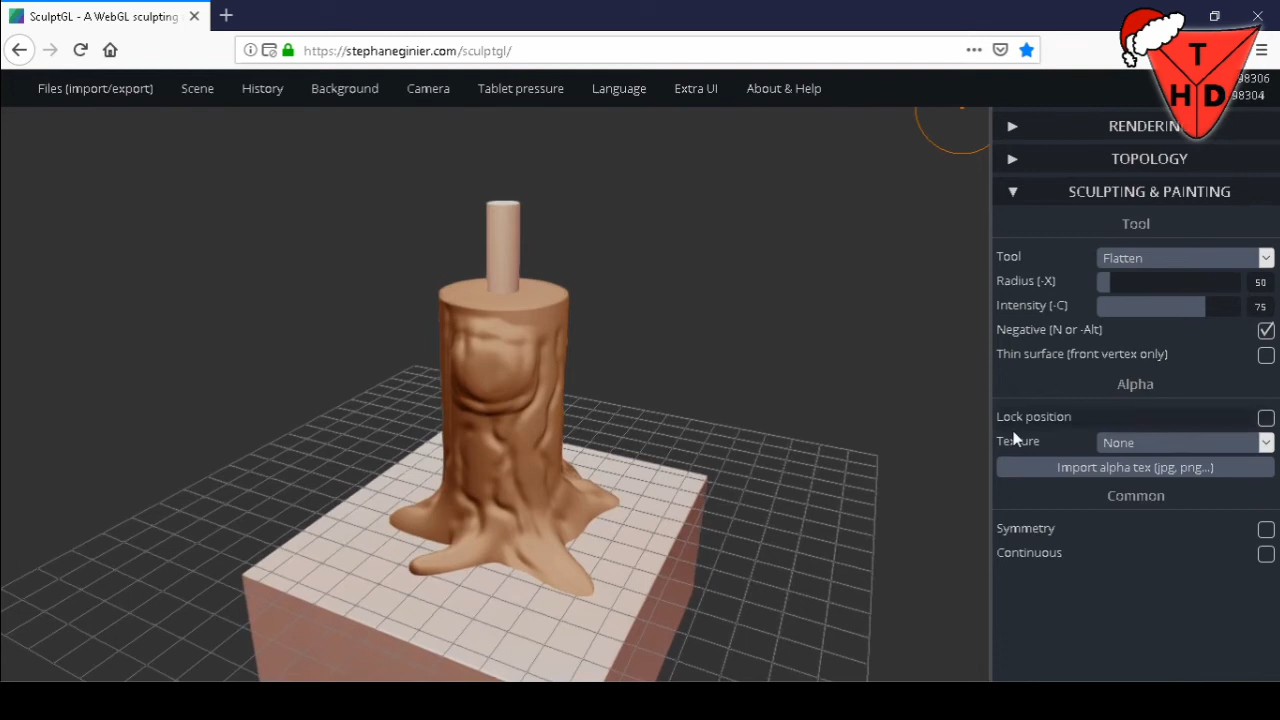 SculptGL - A WebGL sculpting
https://stephaneginier.com/sculptgl/
T
H D
Files (import/export) Scene History Background Camera Tablet pressure Language Extra UI About & Help
98306
98304
RENDERIN
TOPOLOGY
SCULPTING & PAINTING
Tool
Tool Flatten
Radius (-X) 50
Intensity (-C) 75
Negative (N or -Alt)
Thin surface (front vertex only)
Alpha
Lock position
Texture None
Import alpha tex (jpg, png...)
Common
Symmetry
Continuous